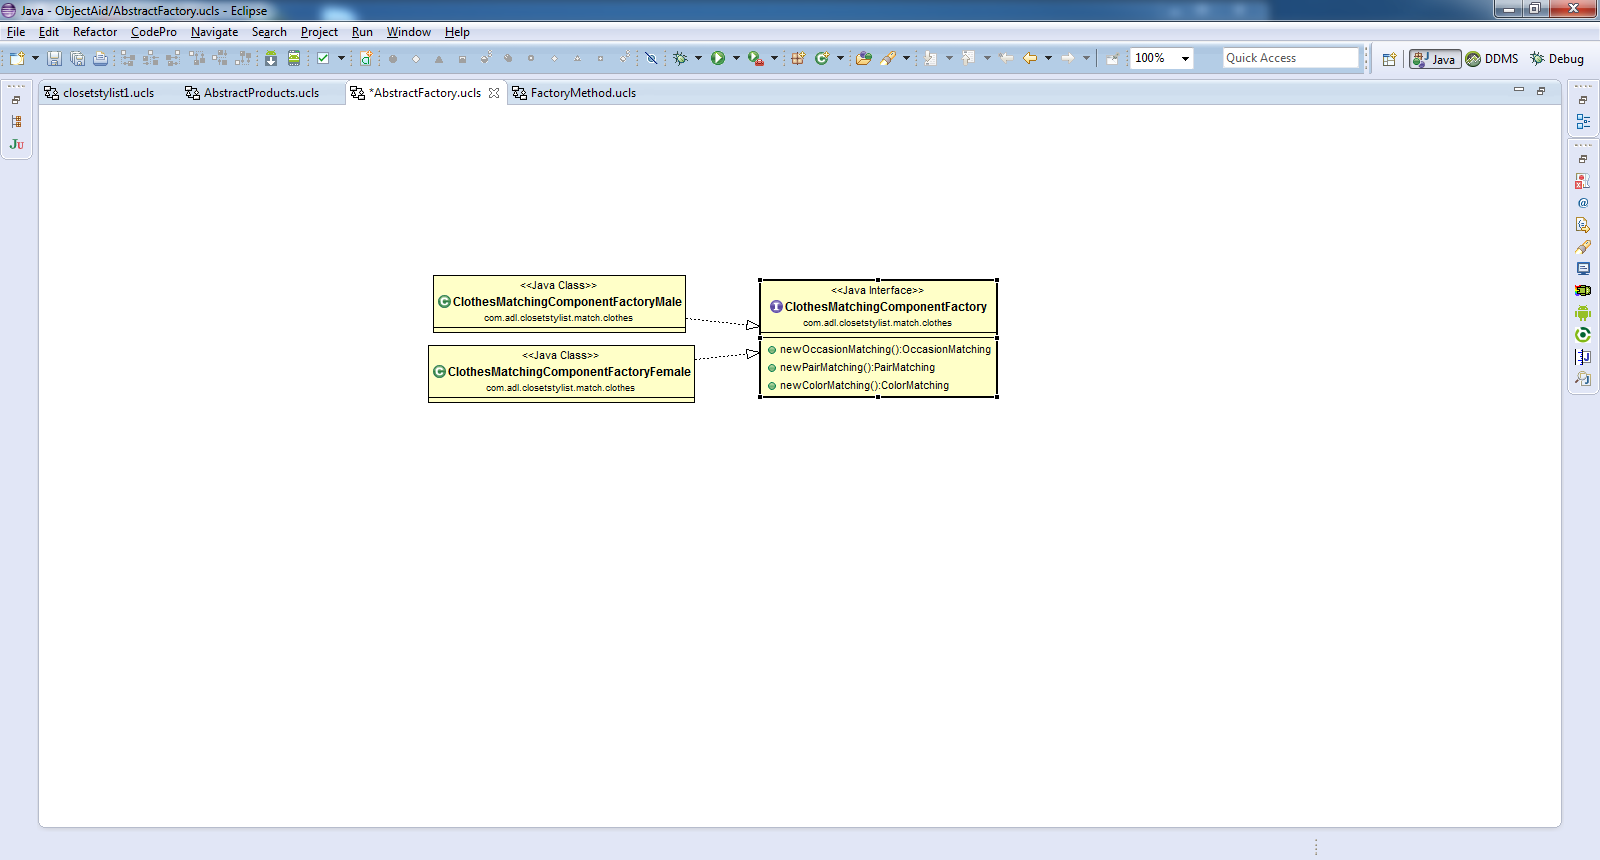 Java - ObjectAid/AbstractFactory.ucls - Eclipse
File Edit Refactor CodePro Navigate Search Project Run Window Help
100% Quick Access Java DDMS Debug
closetstylist1.ucls AbstractProducts.ucls *AbstractFactory.ucls FactoryMethod.ucls
JU
<<Java Class>>
ClothesMatchingComponentFactoryMale
com.adl.closetstylist.match.clothes
<<Java Class>>
ClothesMatchingComponentFactoryFemale
com.adl.closetstylist.match.clothes
<<Java Interface>>
ClothesMatchingComponentFactory
com.adl.closetstylist.match.clothes
newOccasionMatching():OccasionMatching
newPairMatching():PairMatching
newColorMatching():ColorMatching